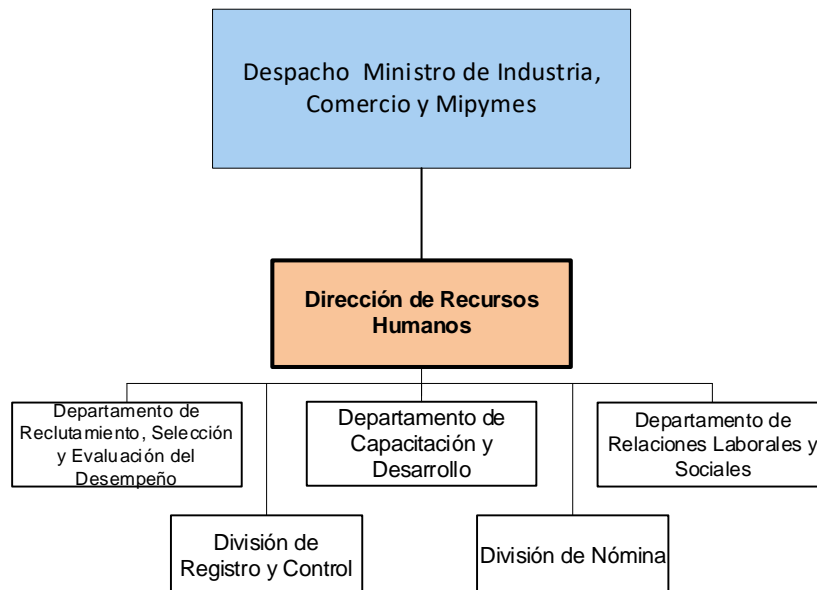 Despacho Ministro de Industria,
Comercio y Mipymes
Dirección de Recursos
Humanos
Departamento de
Reclutamiento, Selección
y Evaluación del
Desempeño
Departamento de
Capacitación y
Desarrollo
Departamento de
Relaciones Laborales y
Sociales
División de
Registro y Control
División de Nómina